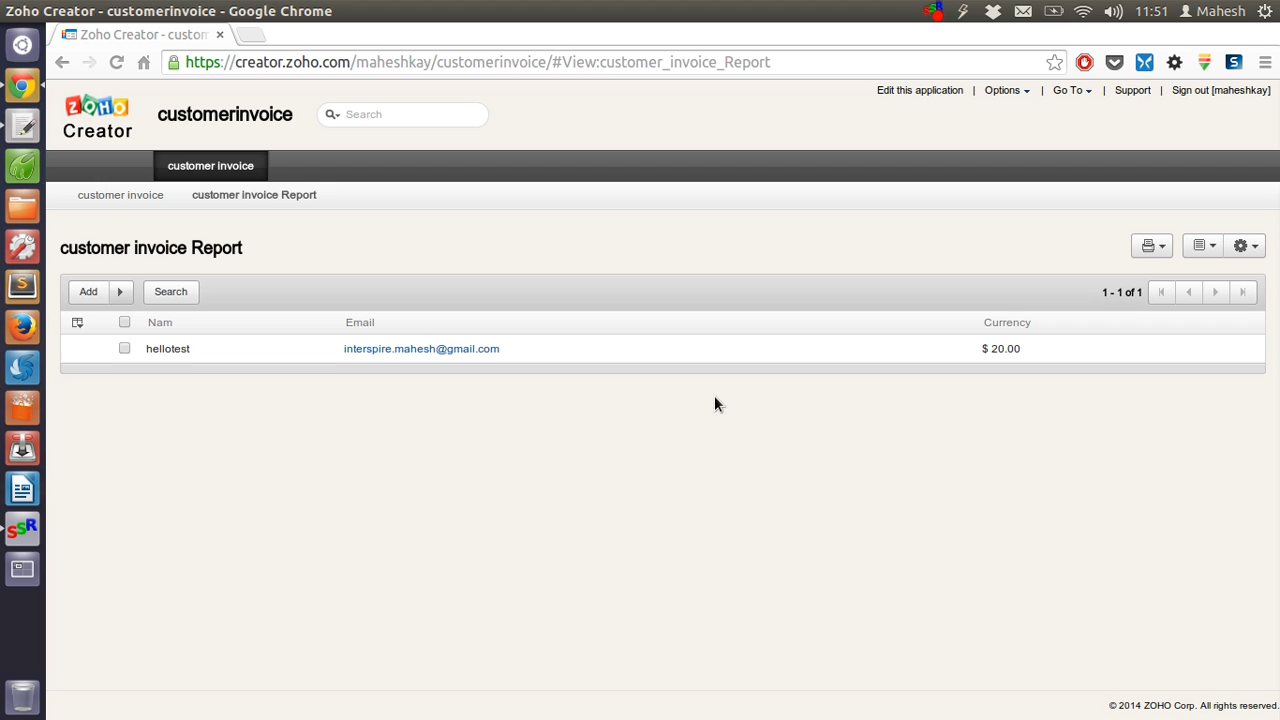 Zoho Creator - customerinvoice - Google Chrome
11:51 Mahesh
Zoho Creator - custom
https://creator.zoho.com/maheshkay/customerinvoice/#View:customer_invoice_Report
Edit this application | Options | Go To | Support | Sign out [maheshkay]
ZOHO
Creator
customerinvoice
Search
customer invoice
customer invoice customer invoice Report
customer invoice Report
Add Search 1 - 1 of 1
Nam Email Currency
hellotest interspire.mahesh@gmail.com $ 20.00
SSR
© 2014 ZOHO Corp. All rights reserved.